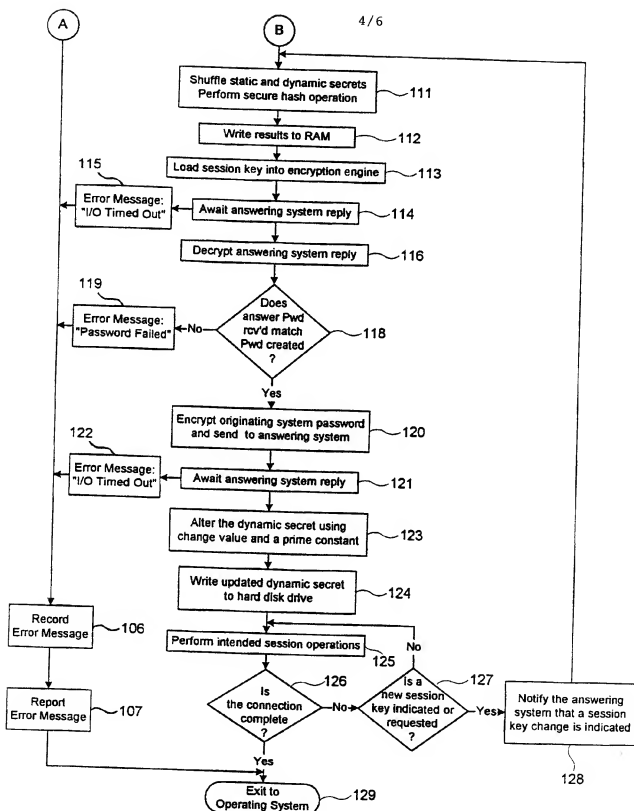 A
B
4/6
Shuffle static and dynamic secrets
Perform secure hash operation
111
Write results to RAM
112
115
Load session key into encryption engine
113
Error Message:
"I/O Timed Out"
Await answering system reply
114
Decrypt answering system reply
116
119
Error Message:
"Password Failed"
No
Does
answer Pwd
rcv'd match
Pwd created
?
118
Yes
Encrypt originating system password
and send to answering system
120
122
Error Message:
"I/O Timed Out"
Await answering system reply
121
Alter the dynamic secret using
change value and a prime constant
123
Write updated dynamic secret
to hard disk drive
124
Record
Error Message
106
Perform intended session operations
125
No
126
Is
the connection
complete
?
No
Is a
new session
key indicated or
requested
?
127
Yes
Notify the answering
system that a session
key change is indicated
128
Report
Error Message
107
Yes
Exit to
Operating System
129